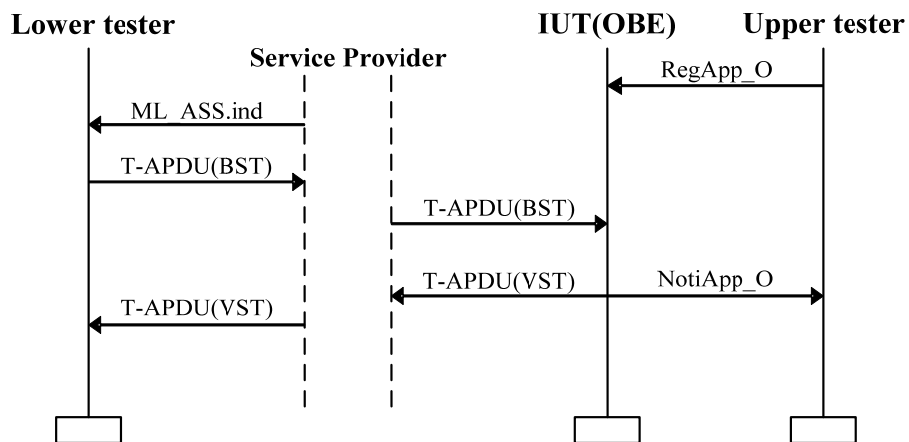 Lower tester
Service Provider
IUT(OBE)
Upper tester
RegApp_O
ML_ASS.ind
T-APDU(BST)
T-APDU(BST)
T-APDU(VST)
NotiApp_O
T-APDU(VST)